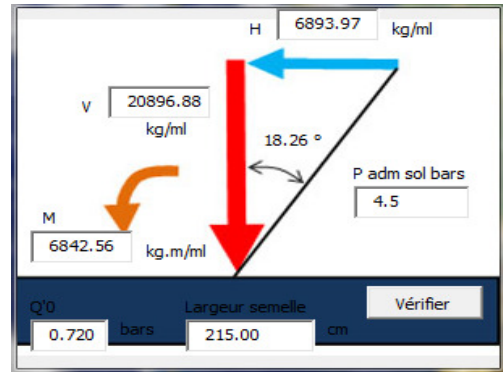 H 6893.97 kg/ml
V 20896.88
kg/ml
18.26 °
P adm sol bars
4.5
M
6842.56 kg.m/ml
Q'0 Largeur semelle Vérifier
0.720 bars 215.00 cm